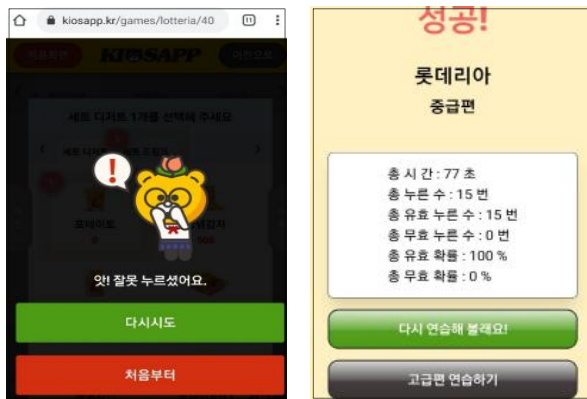 kiosapp.kr/games/lotteria/40
KIOSAPP
세트 디저트 1개를 선택해 주세요
포테이토
앗! 잘못 누르셨어요.
다시시도
처음부터
성공!
롯데리아
중급편
총 시 간 : 77 초
총 누른 수 : 15 번
총 유효 누른 수 : 15 번
총 무효 누른 수 : 0 번
총 유효 확률 : 100 %
총 무효 확률 : 0 %
다시 연습해 볼래요!
고급편 연습하기